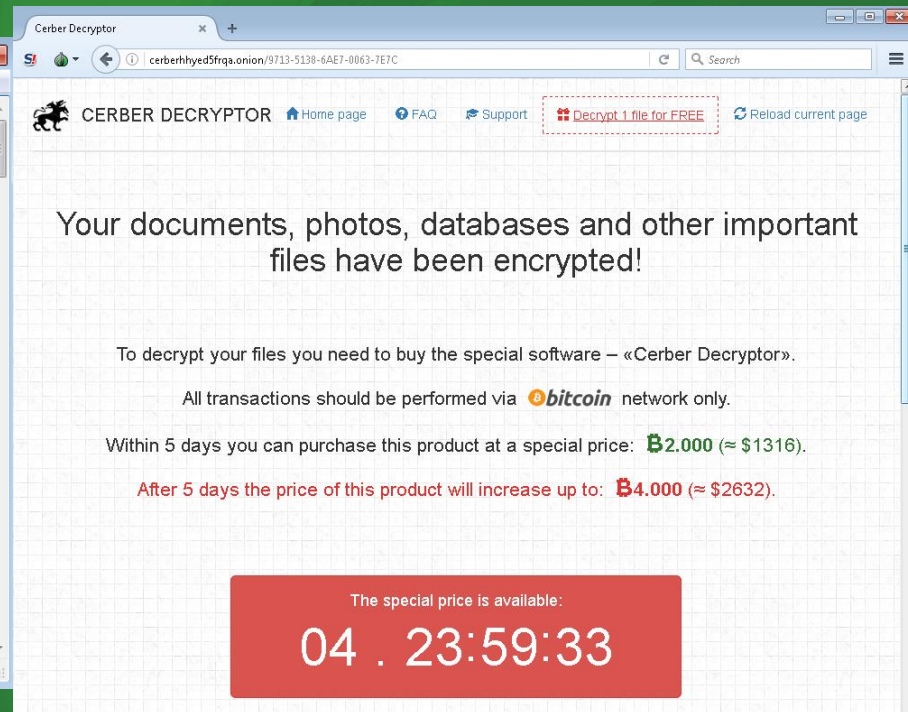 Cerber Decryptor
cerberhhyed5frqa.onion/9713-5138-6AE7-0063-7E7C
Search
CERBER DECRYPTOR Home page FAQ Support Decrypt 1 file for FREE Reload current page
Your documents, photos, databases and other important
files have been encrypted!
To decrypt your files you need to buy the special software – «Cerber Decryptor».
All transactions should be performed via bitcoin network only.
Within 5 days you can purchase this product at a special price: ₿2.000 (≈ $1316).
After 5 days the price of this product will increase up to: ₿4.000 (≈ $2632).
The special price is available:
04 . 23:59:33